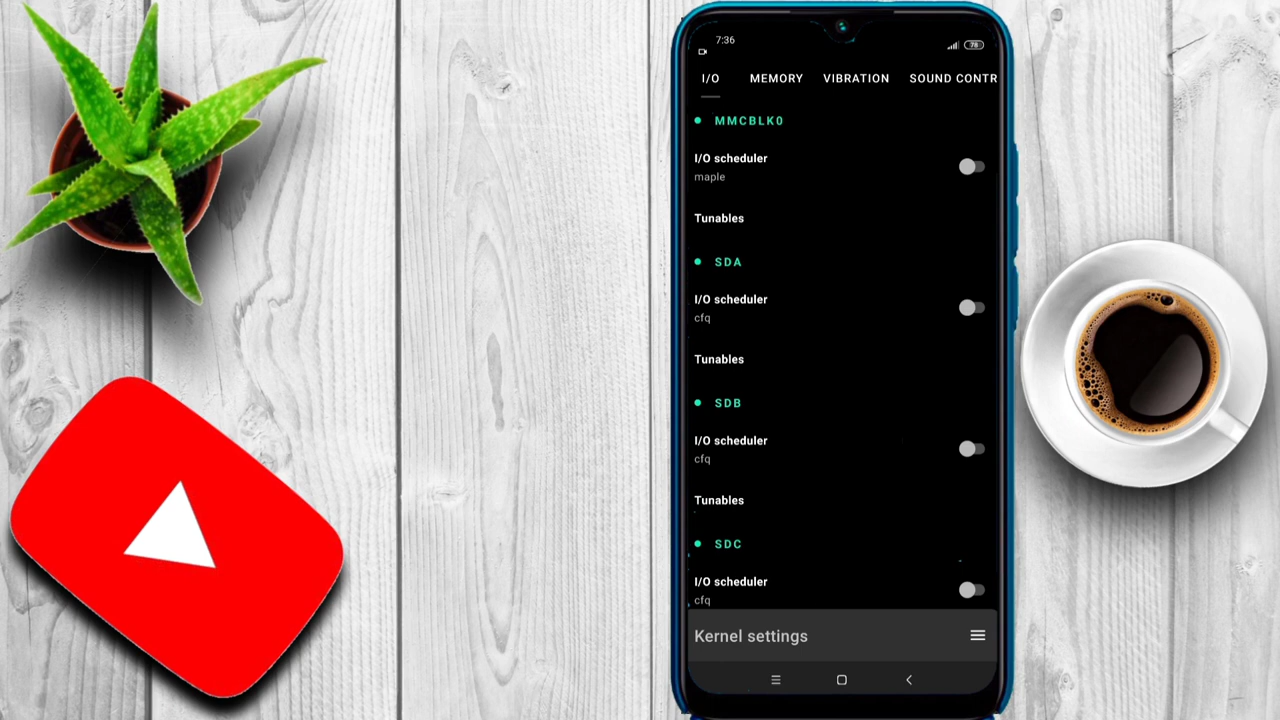 7:36
78
I/O MEMORY VIBRATION SOUND CONTR
MMCBLK0
I/O scheduler
maple
Tunables
SDA
I/O scheduler
cfq
Tunables
SDB
I/O scheduler
cfq
Tunables
SDC
I/O scheduler
cfq
Kernel settings